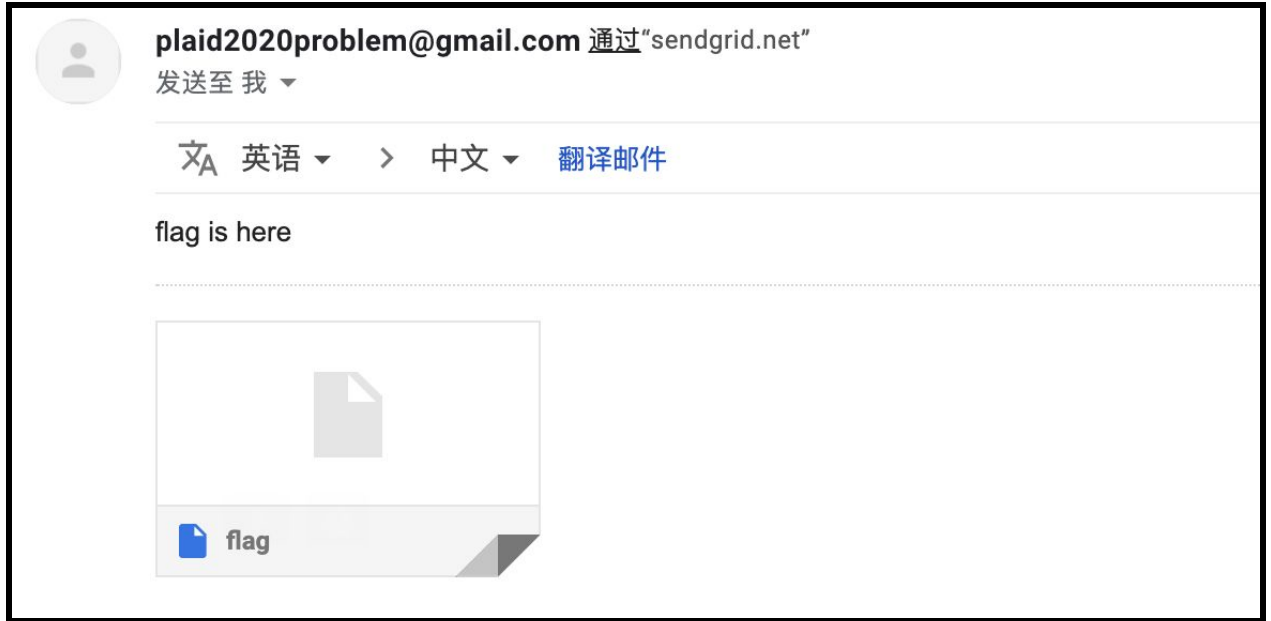 plaid2020problem@gmail.com 通过“sendgrid.net”
发送至 我
英语 > 中文 翻译邮件
flag is here
flag